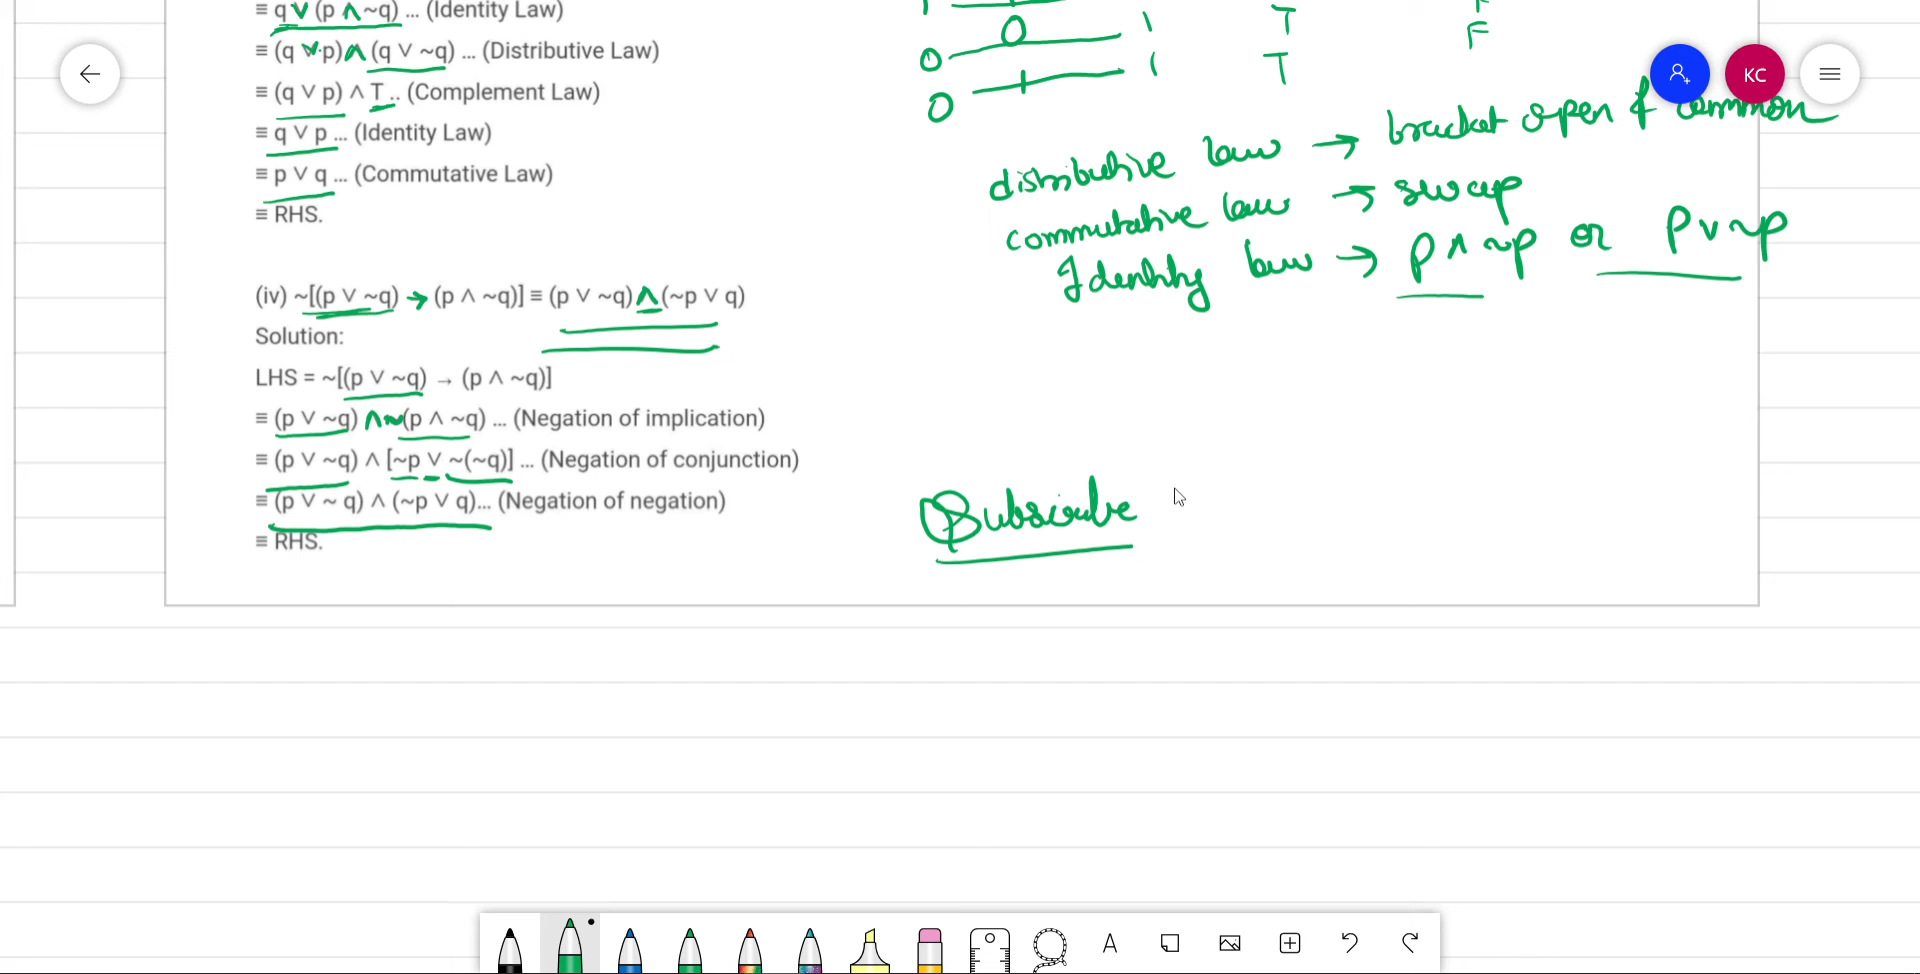 ≡ q ∨ (p ∧ ~q) ... (Identity Law)
≡ (q ∨ p) ∧ (q ∨ ~q) ... (Distributive Law)
≡ (q ∨ p) ∧ T .. (Complement Law)
≡ q ∨ p ... (Identity Law)
≡ p ∨ q ... (Commutative Law)
≡ RHS.
(iv) ~[(p ∨ ~q) → (p ∧ ~q)] ≡ (p ∨ ~q) ∧ (~p ∨ q)
Solution:
LHS = ~[(p ∨ ~q) → (p ∧ ~q)]
≡ (p ∨ ~q) ∧ ~(p ∧ ~q) ... (Negation of implication)
≡ (p ∨ ~q) ∧ [~p ∨ ~(~q)] ... (Negation of conjunction)
≡ (p ∨ ~ q) ∧ (~p ∨ q)... (Negation of negation)
≡ RHS.
0 1 T F
0 1 T
0
distributive law → bracket open & common
commutative law → swap
Identity law → p ∧ ~p or p ∨ ~p
Subscribe
KC
A